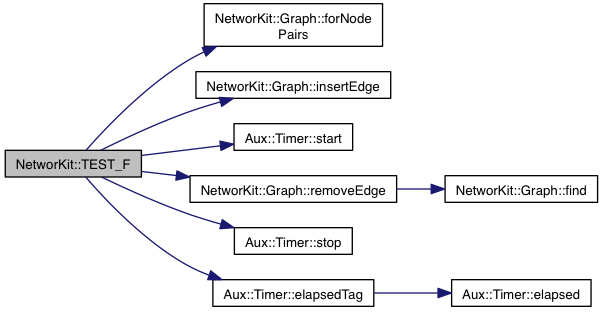 NetworKit::Graph::forNode
Pairs
NetworKit::Graph::insertEdge
Aux::Timer::start
NetworKit::TEST_F
NetworKit::Graph::removeEdge
NetworKit::Graph::find
Aux::Timer::stop
Aux::Timer::elapsedTag
Aux::Timer::elapsed